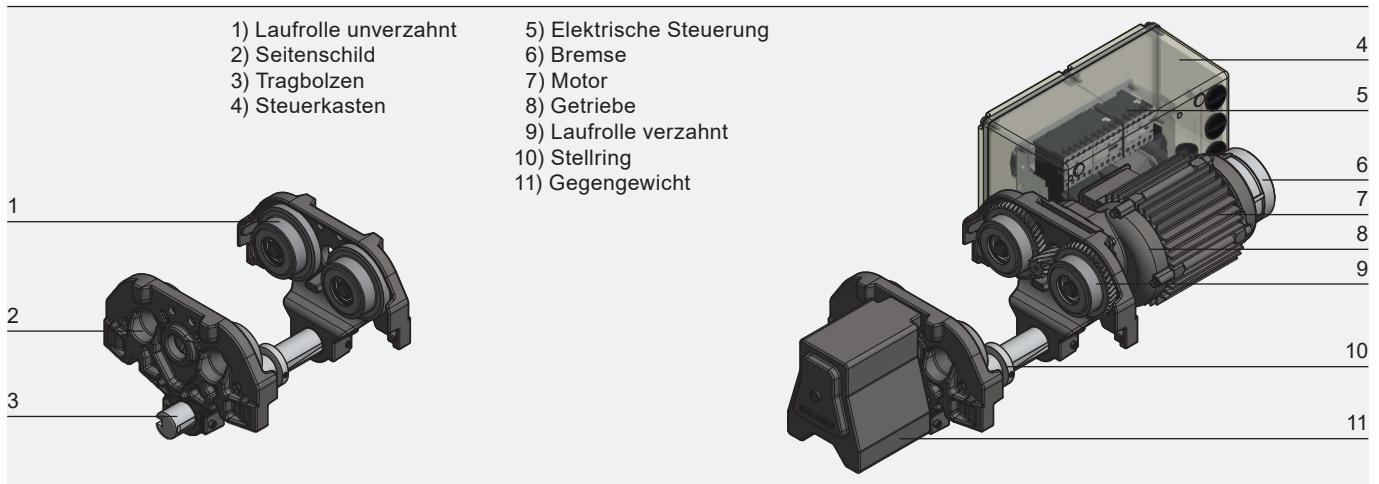 1) Laufrolle unverzahnt
2) Seitenschild
3) Tragbolzen
4) Steuerkasten
5) Elektrische Steuerung
6) Bremse
7) Motor
8) Getriebe
9) Laufrolle verzahnt
10) Stellring
11) Gegengewicht
1
2
3
4
5
6
7
8
9
10
11